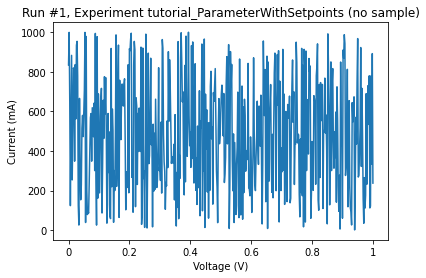 Run #1, Experiment tutorial_ParameterWithSetpoints (no sample)
1000
800
600
400
200
0
Current (mA)
0 0.2 0.4 0.6 0.8 1
Voltage (V)